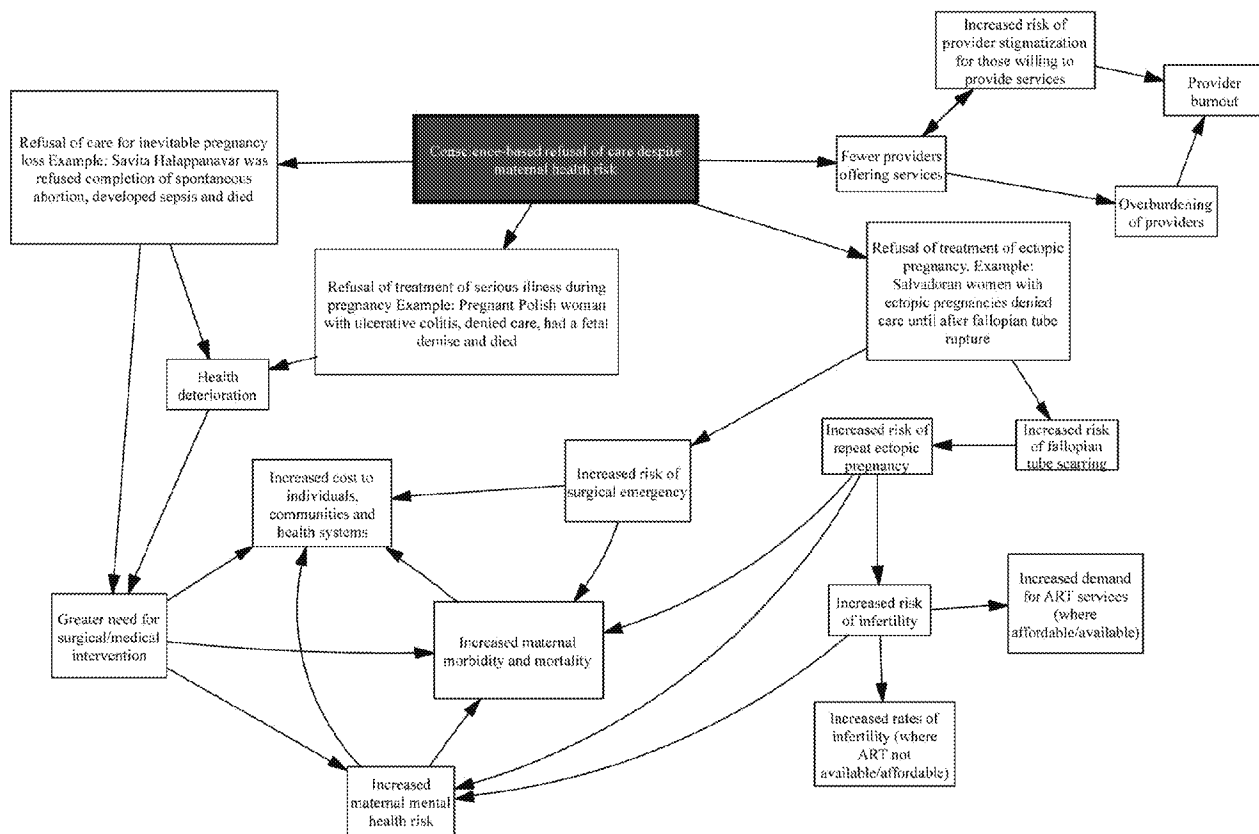 Increased risk of
provider stigmatization
for those willing to
provide services
Provider
burnout
Refusal of care for inevitable pregnancy
loss Example: Savita Halappanavar was
refused completion of spontaneous
abortion, developed sepsis and died
-based refusal of care despite
maternal health risk
Fewer providers
offering services
Overburdening
of providers
Refusal of treatment of serious illness during
pregnancy Example: Pregnant Polish woman
with ulcerative colitis, denied care, had a fetal
demise and died
Refusal of treatment of ectopic
pregnancy. Example:
Salvadoran women with
ectopic pregnancies denied
care until after fallopian tube
rupture
Health
deterioration
Increased cost to
individuals,
communities and
health systems
Increased risk of
surgical emergency
Increased risk of
repeat ectopic
pregnancy
Increased risk
of fallopian
tube scarring
Greater need for
surgical/medical
intervention
Increased maternal
morbidity and mortality
Increased risk
of infertility
Increased demand
for ART services
(where
affordable/available)
Increased rates of
infertility (where
ART not
available/affordable)
Increased
maternal mental
health risk